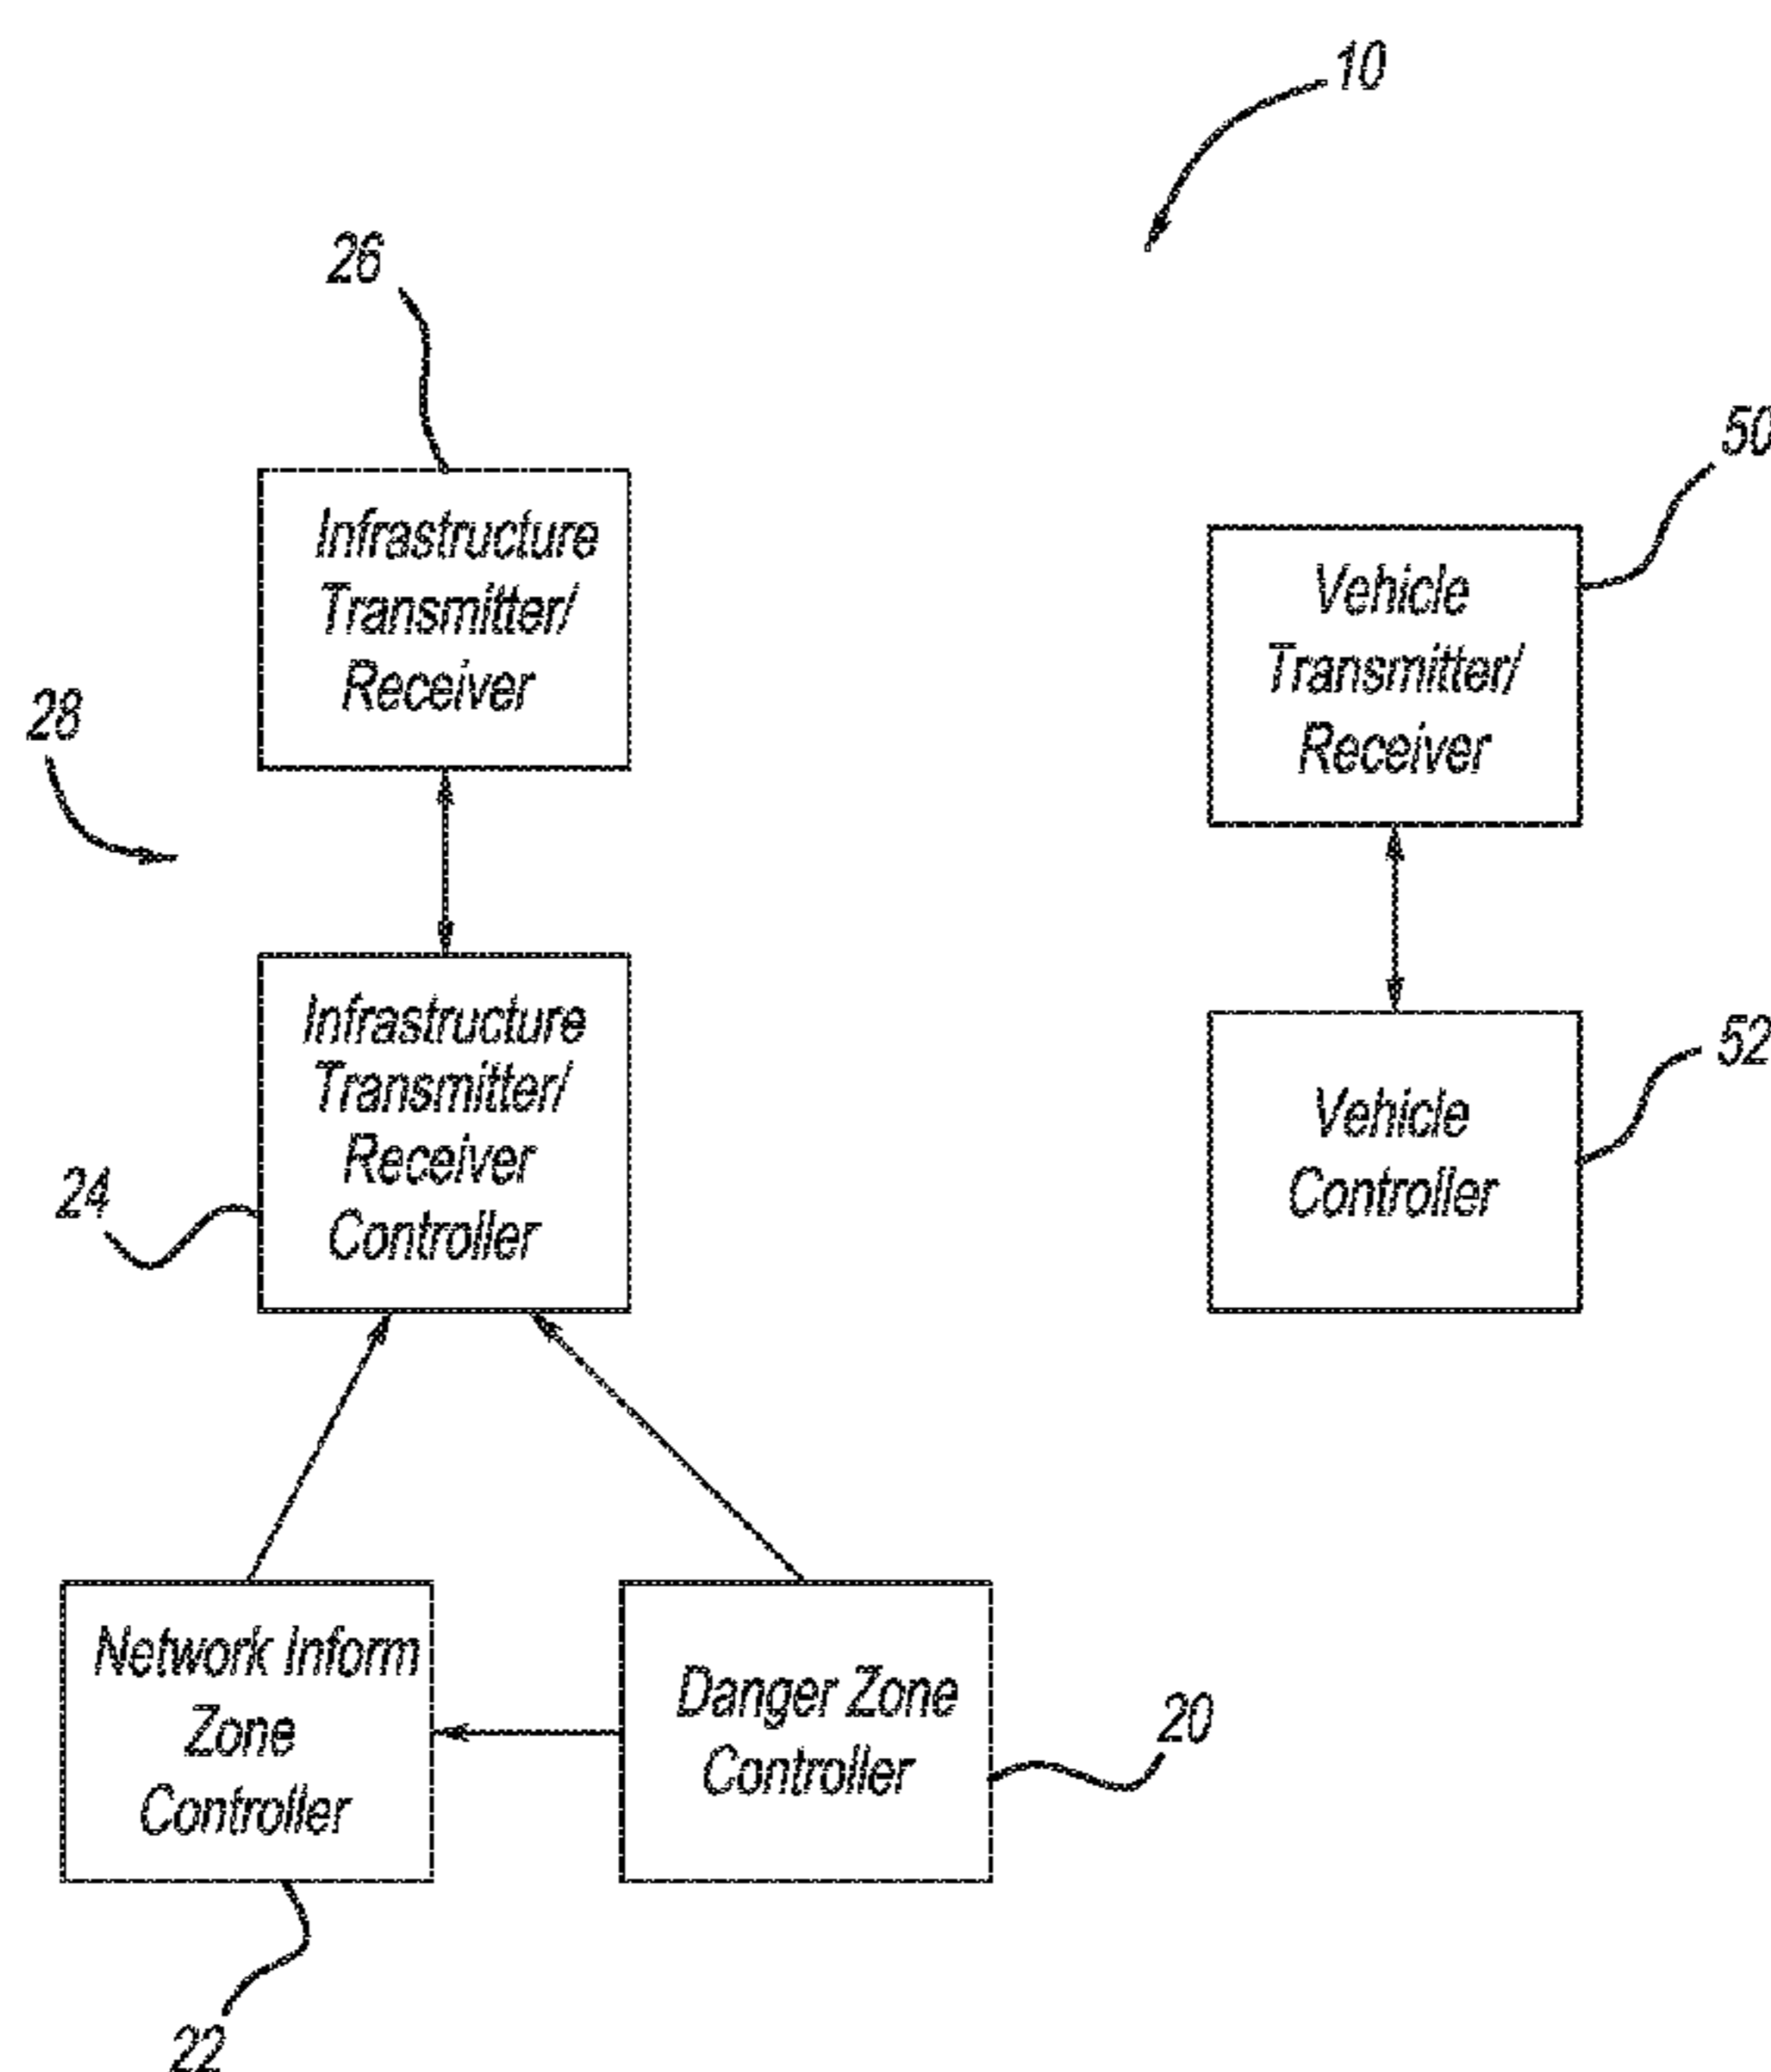 10
26
Infrastructure
Transmitter/
Receiver
50
Vehicle
Transmitter/
Receiver
28
Infrastructure
Transmitter/
Receiver
Controller
24
52
Vehicle
Controller
Network Inform
Zone
Controller
Danger Zone
Controller
20
22